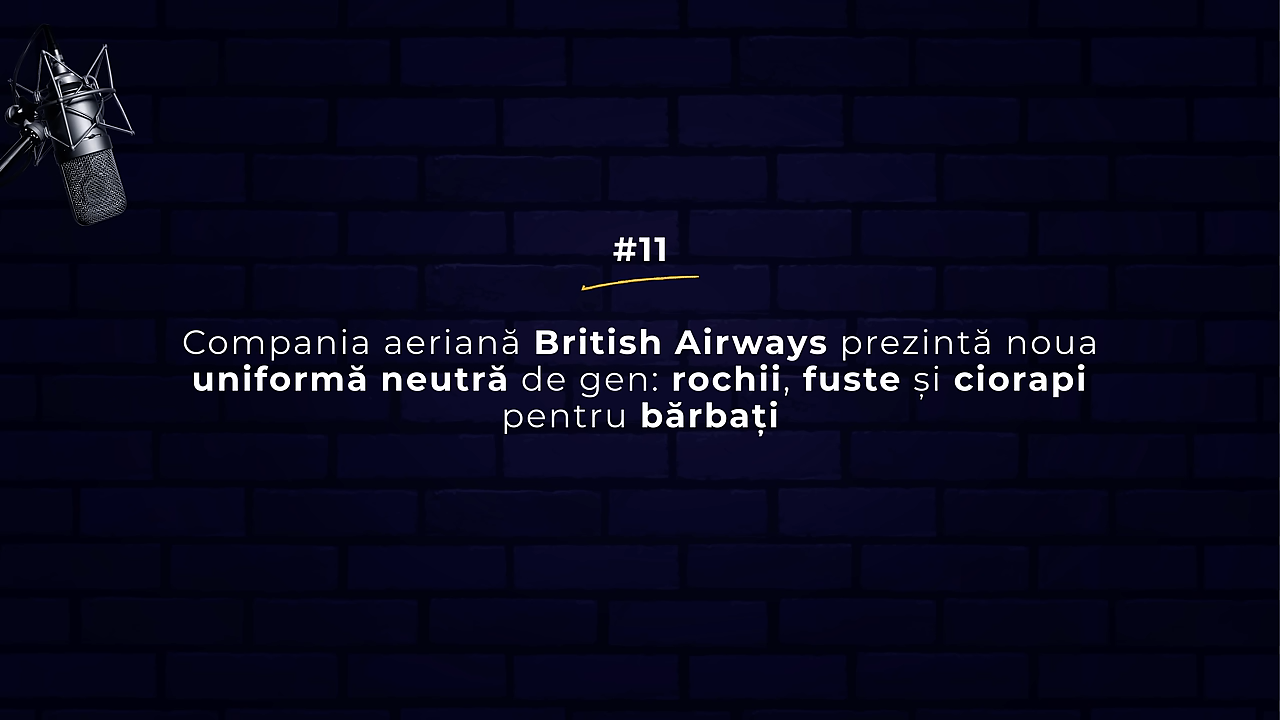 #11
Compania aeriană British Airways prezintă noua
uniformă neutră de gen: rochii, fuste și ciorapi
pentru bărbați